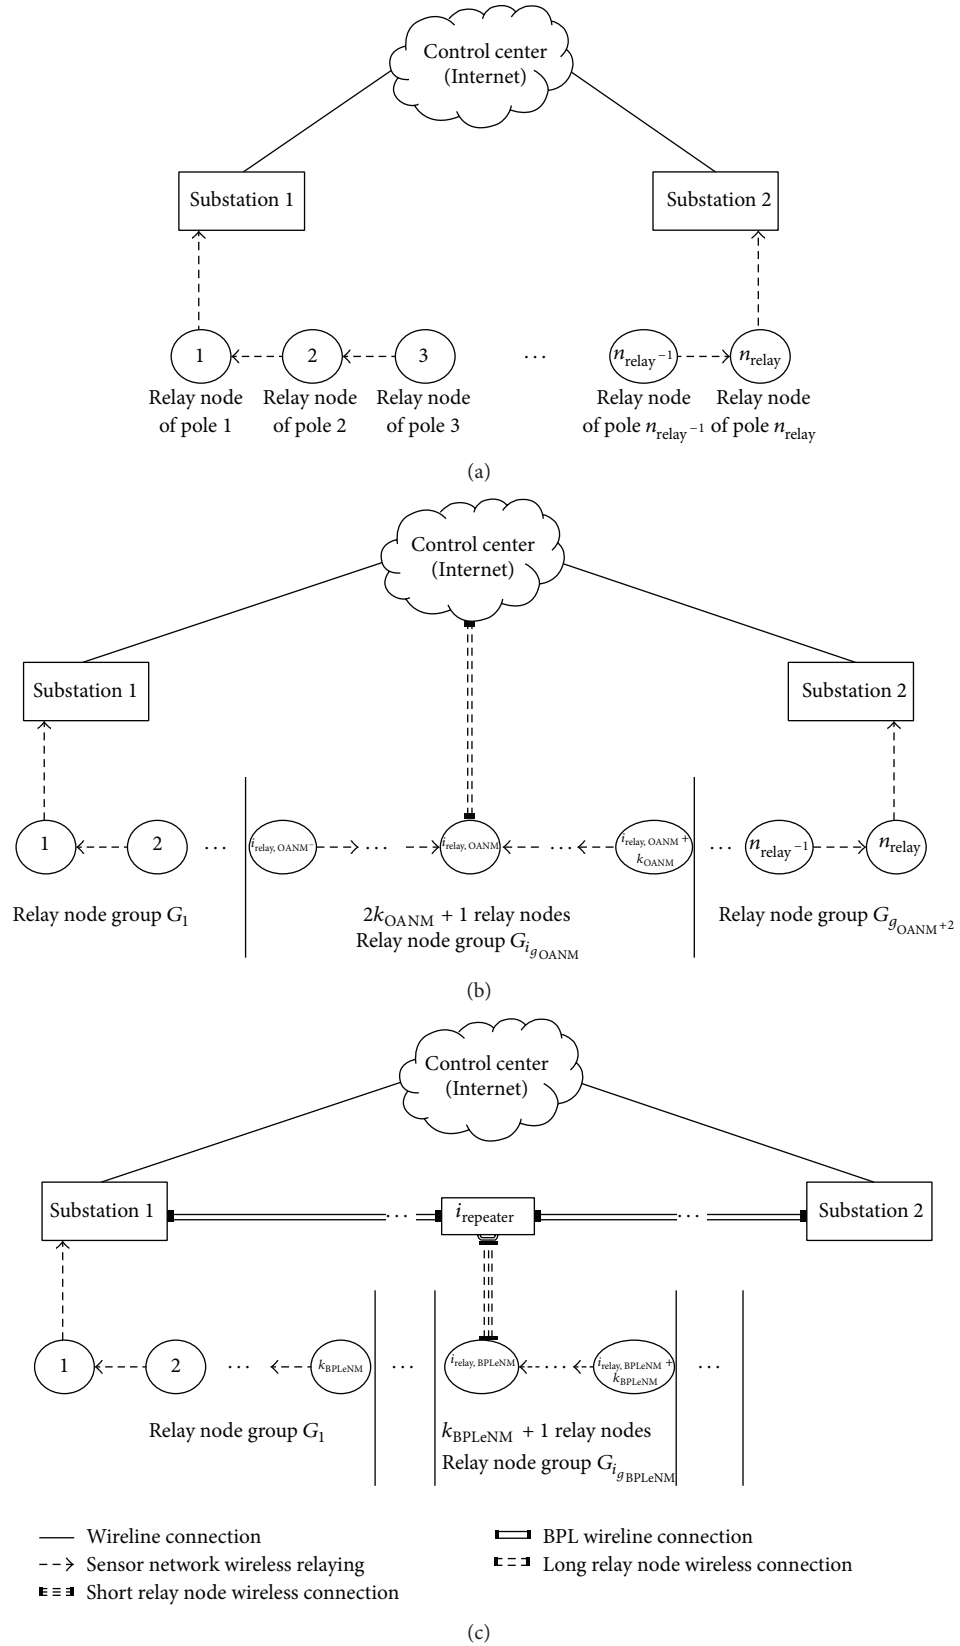 Control center
(Internet)
Substation 1
Substation 2
1
2
3
...
n_relay-1
n_relay
Relay node
of pole 1
Relay node
of pole 2
Relay node
of pole 3
Relay node
of pole n_relay-1
Relay node
of pole n_relay
(a)
Control center
(Internet)
Substation 1
Substation 2
1
2
...
i_relay, OANM-
...
i_relay, OANM
...
i_relay, OANM +
k_OANM
...
n_relay-1
n_relay
Relay node group G_1
2k_OANM + 1 relay nodes
Relay node group G_i_g_OANM
Relay node group G_g_OANM+2
(b)
Control center
(Internet)
Substation 1
...
i_repeater
...
Substation 2
1
2
...
k_BPLeNM
...
i_relay, BPLeNM
...
i_relay, BPLeNM +
k_BPLeNM
...
Relay node group G_1
k_BPLeNM + 1 relay nodes
Relay node group G_i_g_BPLeNM
Wireline connection
Sensor network wireless relaying
Short relay node wireless connection
BPL wireline connection
Long relay node wireless connection
(c)